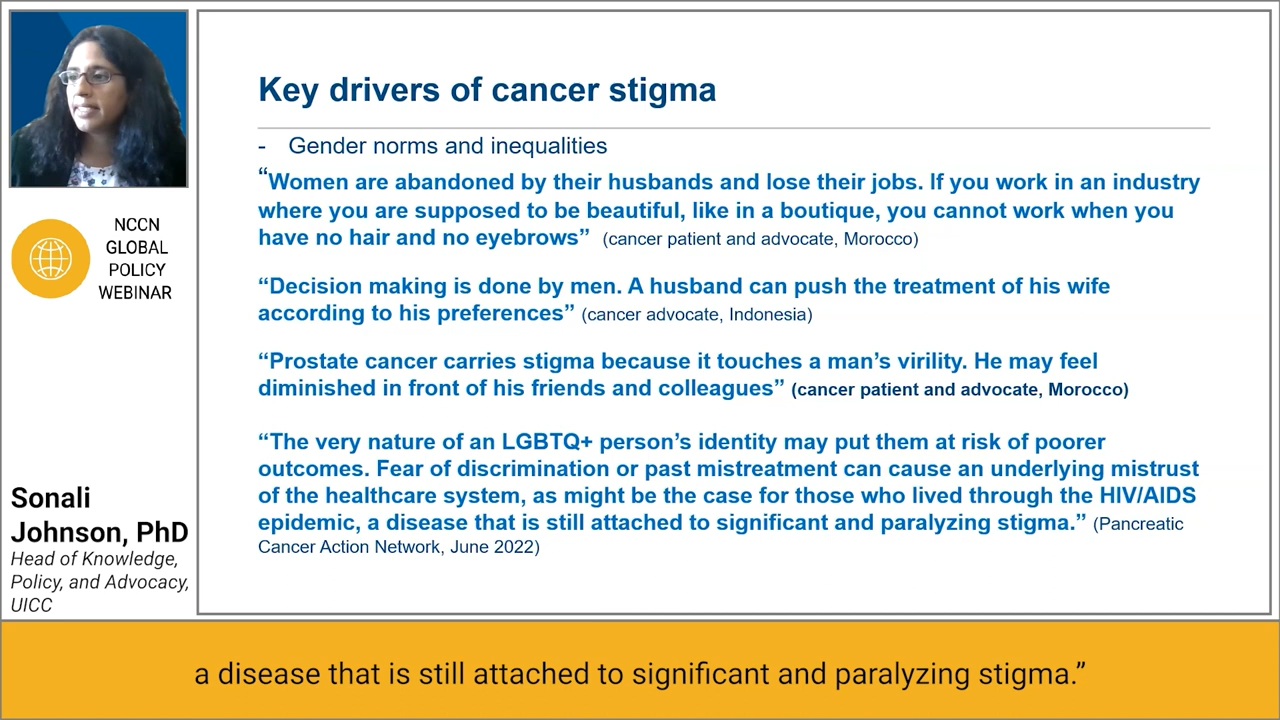 NCCN
GLOBAL
POLICY
WEBINAR
Sonali
Johnson, PhD
Head of Knowledge,
Policy, and Advocacy,
UICC
Key drivers of cancer stigma
- Gender norms and inequalities
“Women are abandoned by their husbands and lose their jobs. If you work in an industry
where you are supposed to be beautiful, like in a boutique, you cannot work when you
have no hair and no eyebrows” (cancer patient and advocate, Morocco)
“Decision making is done by men. A husband can push the treatment of his wife
according to his preferences” (cancer advocate, Indonesia)
“Prostate cancer carries stigma because it touches a man’s virility. He may feel
diminished in front of his friends and colleagues” (cancer patient and advocate, Morocco)
“The very nature of an LGBTQ+ person’s identity may put them at risk of poorer
outcomes. Fear of discrimination or past mistreatment can cause an underlying mistrust
of the healthcare system, as might be the case for those who lived through the HIV/AIDS
epidemic, a disease that is still attached to significant and paralyzing stigma.” (Pancreatic
Cancer Action Network, June 2022)
a disease that is still attached to significant and paralyzing stigma.”